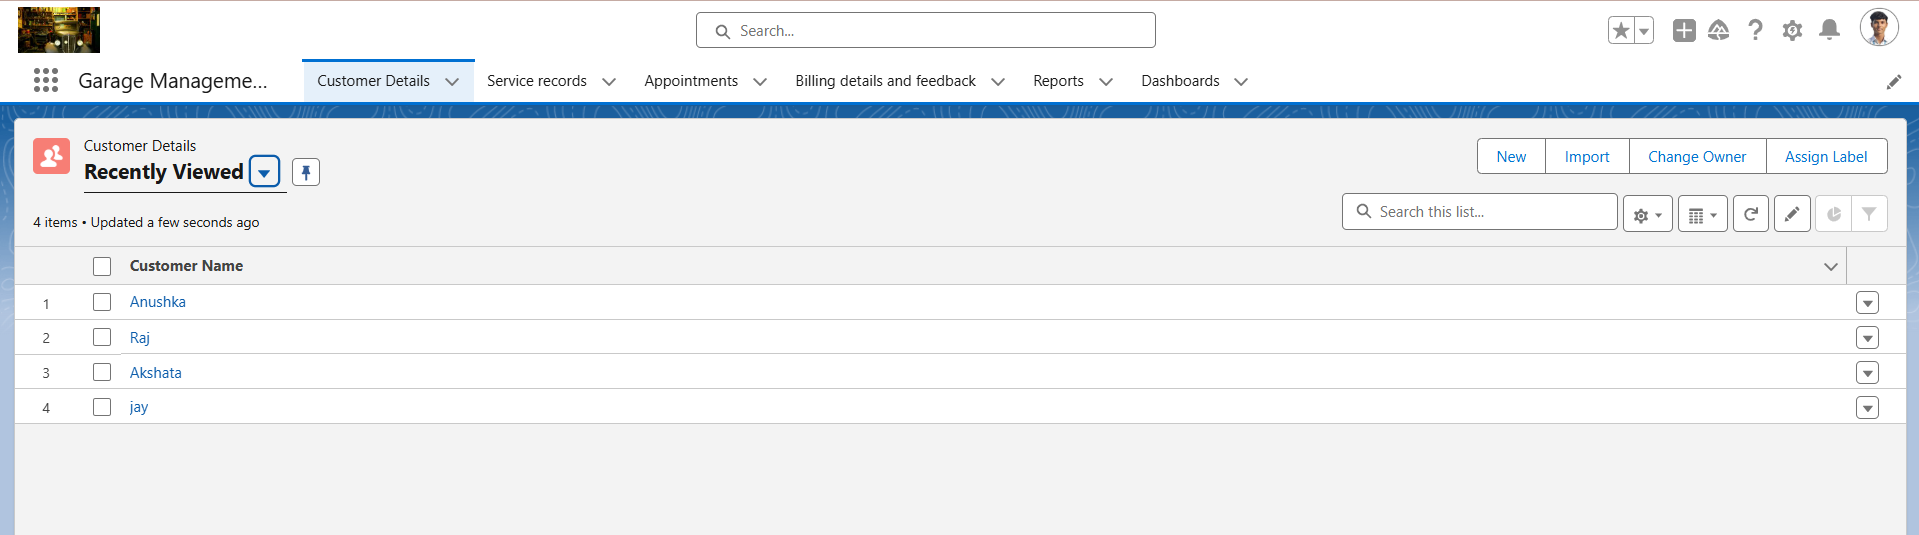 Search...
Garage Manageme...
Customer Details
Service records
Appointments
Billing details and feedback
Reports
Dashboards
Customer Details
Recently Viewed
New
Import
Change Owner
Assign Label
4 items • Updated a few seconds ago
Search this list...
Customer Name
1 Anushka
2 Raj
3 Akshata
4 jay